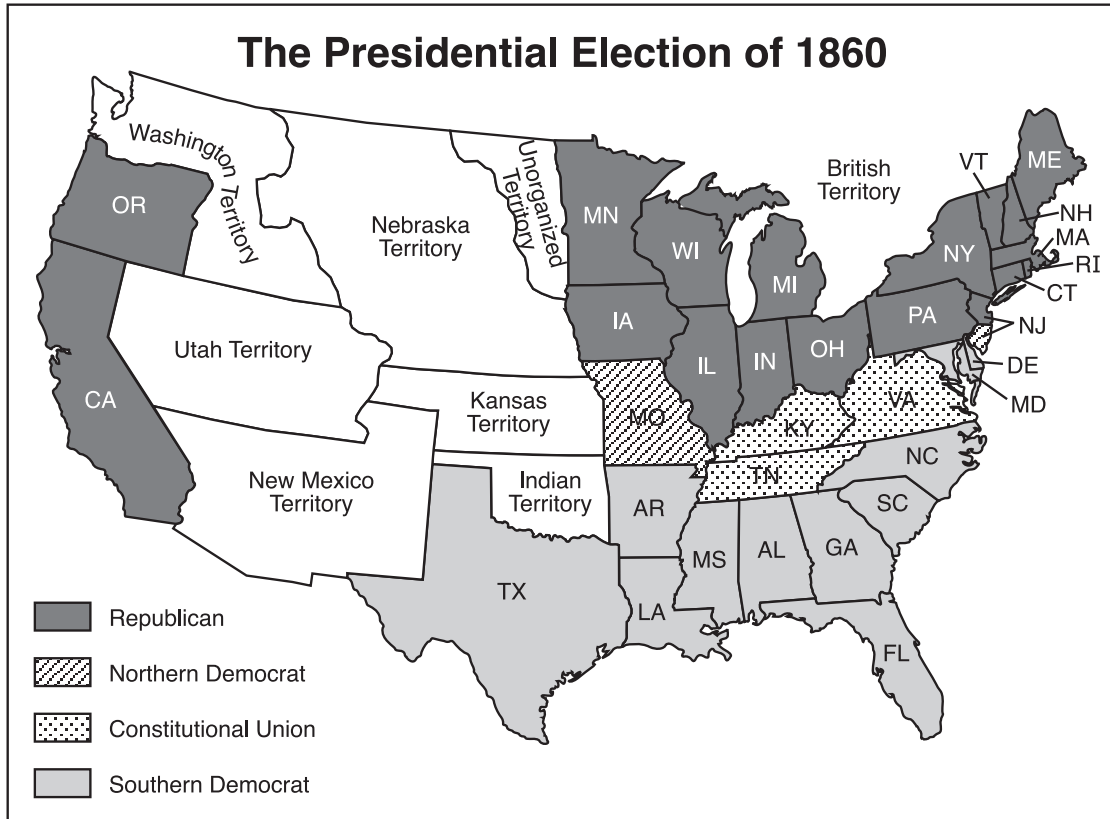 The Presidential Election of 1860
Washington Territory
Unorganized
Territory
British
Territory
VT
ME
OR
Nebraska
Territory
MN
NH
MA
WI
NY
RI
MI
CT
IA
PA
NJ
Utah Territory
OH
IL
IN
DE
CA
Kansas
Territory
MO
VA
MD
KY
New Mexico
Territory
Indian
Territory
TN
NC
AR
SC
MS
AL
GA
TX
LA
FL
Republican
Northern Democrat
Constitutional Union
Southern Democrat